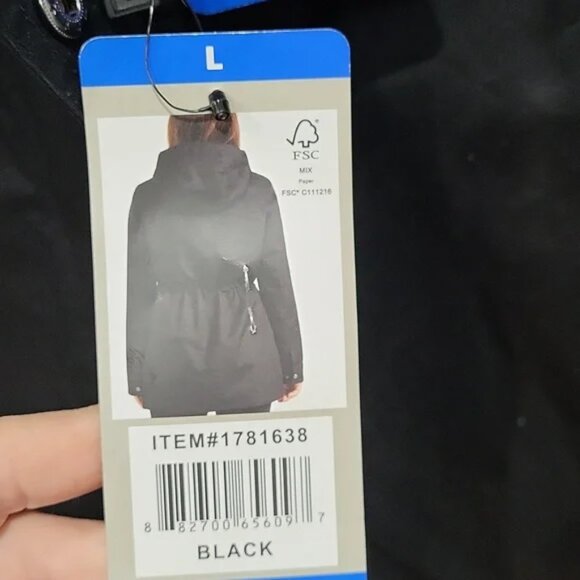 L
FSC
MIX
Paper
FSC® C111216
ITEM#1781638
8 82700 65609 7
BLACK